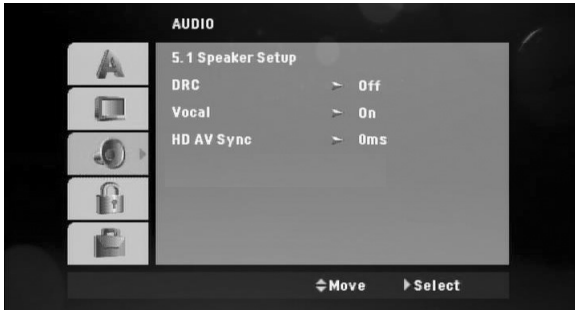 AUDIO
5.1 Speaker Setup
DRC ➣ Off
Vocal ➣ On
HD AV Sync ➣ 0ms
Move Select